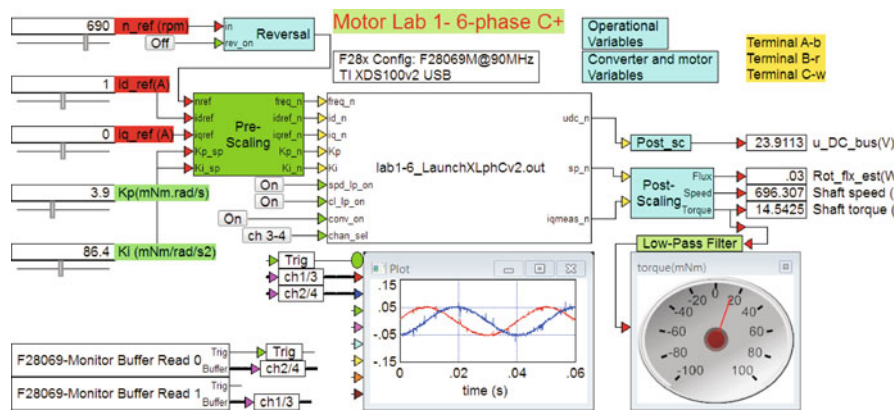 Motor Lab 1- 6-phase C+
690
n_ref (rpm)
in
rev_on
Reversal
Off
F28x Config: F28069M@90MHz
TI XDS100v2 USB
Operational
Variables
Converter and motor
Variables
Terminal A-b
Terminal B-r
Terminal C-w
1
Id_ref(A)
0
Iq_ref (A)
3.9
Kp(mNm.rad/s)
86.4
Ki (mNm/rad/s2)
nref
idref
iqref
Kp_sp
Ki_sp
Pre-
Scaling
freq_n
idref_n
iqref_n
Kp_n
Ki_n
freq_n
id_n
iq_n
Kp
Ki
spd_lp_on
cl_lp_on
conv_on
chan_sel
On
On
On
ch 3-4
lab1-6_LaunchXLphCv2.out
udc_n
sp_n
iqmeas_n
Post_sc
23.9113
u_DC_bus(V)
Post-
Scaling
Flux
Speed
Torque
.03
Rot_flx_est(W
696.307
Shaft speed (
14.5425
Shaft torque (
Low-Pass Filter
Trig
ch1/3
ch2/4
Plot
.15
.05
-.05
-.15
0
.02
.04
.06
time (s)
torque(mNm)
-100
-80
-60
-40
-20
0
20
40
60
80
100
F28069-Monitor Buffer Read 0
Trig
Buffer
Trig
ch2/4
F28069-Monitor Buffer Read 1
Trig
Buffer
ch1/3